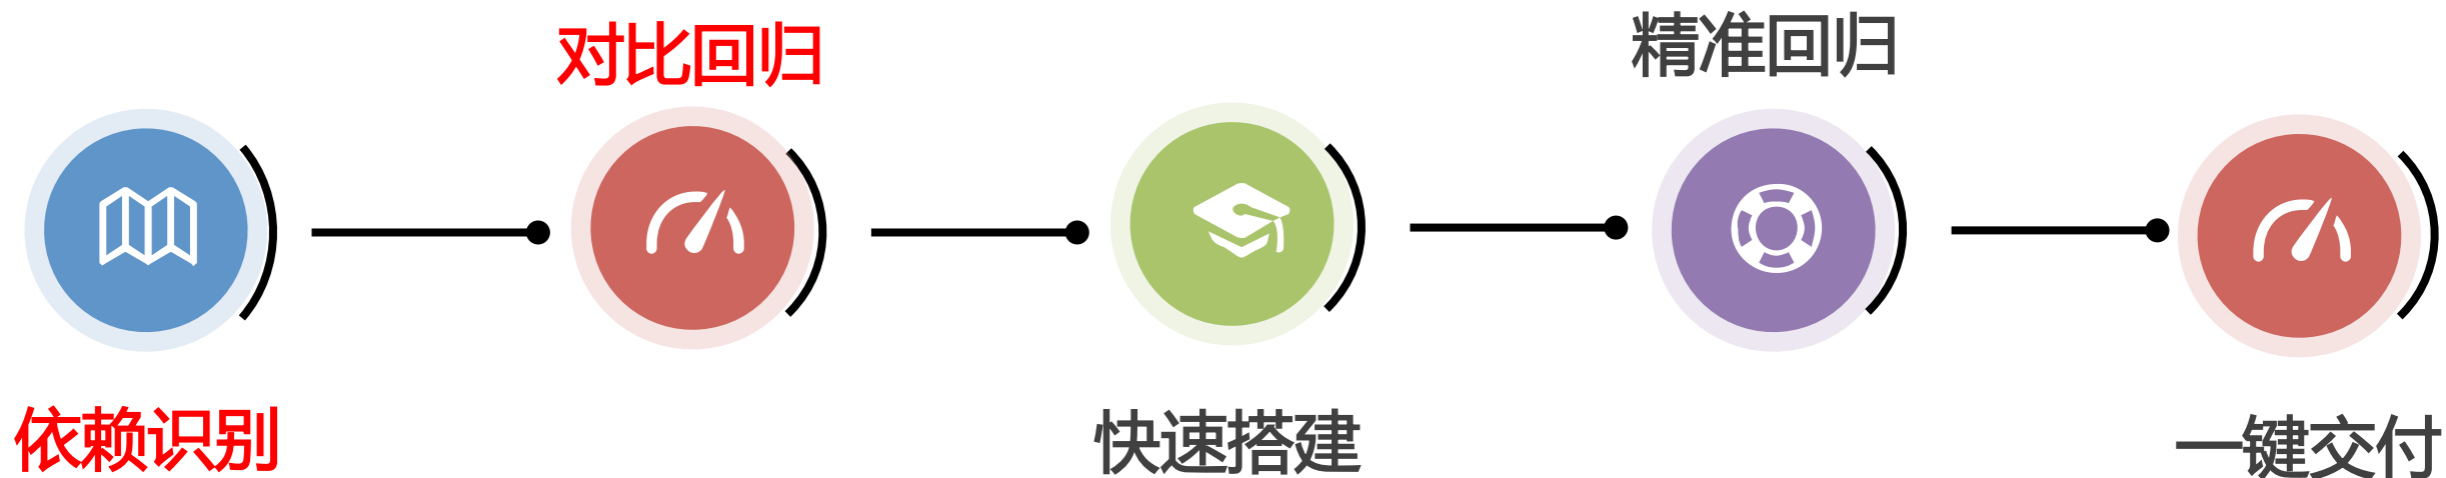 依赖识别
对比回归
快速搭建
精准回归
一键交付